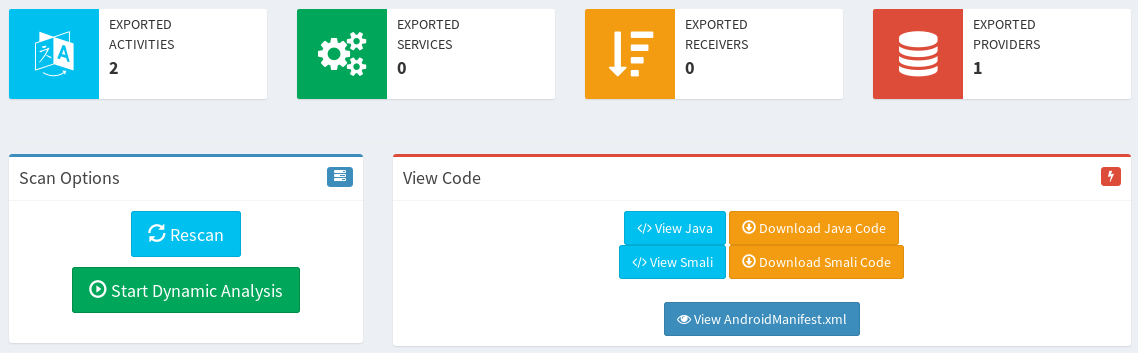 EXPORTED
ACTIVITIES
2
EXPORTED
SERVICES
0
EXPORTED
RECEIVERS
0
EXPORTED
PROVIDERS
1
Scan Options
Rescan
Start Dynamic Analysis
View Code
</> View Java
Download Java Code
</> View Smali
Download Smali Code
View AndroidManifest.xml